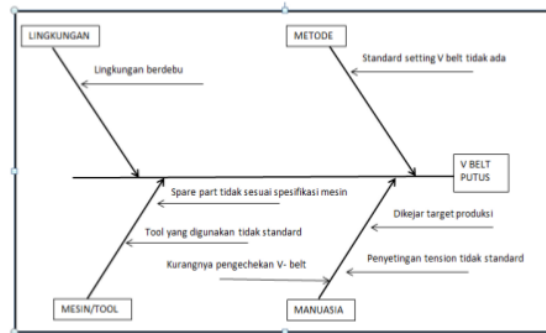 LINGKUNGAN
METODE
Lingkungan berdebu
Standard setting V belt tidak ada
V BELT
PUTUS
Spare part tidak sesuai spesifikasi mesin
Dikejar target produksi
Tool yang digunakan tidak standard
Kurangnya pengechekan V- belt
Penyetingan tension tidak standard
MESIN/TOOL
MANUASIA